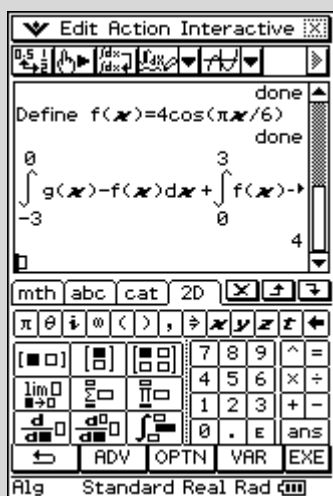 Edit Action Interactive
done
Define f(x)=4cos(πx/6)
done
0 3
∫ g(x)-f(x)dx+∫ f(x)-
-3 0
4
mth abc cat 2D
π θ i ∞ ( ) , ⇒ x y z t
7 8 9 ^ =
lim 4 5 6 × ÷
Σ Π 1 2 3 + -
d d ∫ 0 . E ans
ADV OPTN VAR EXE
Alg Standard Real Rad